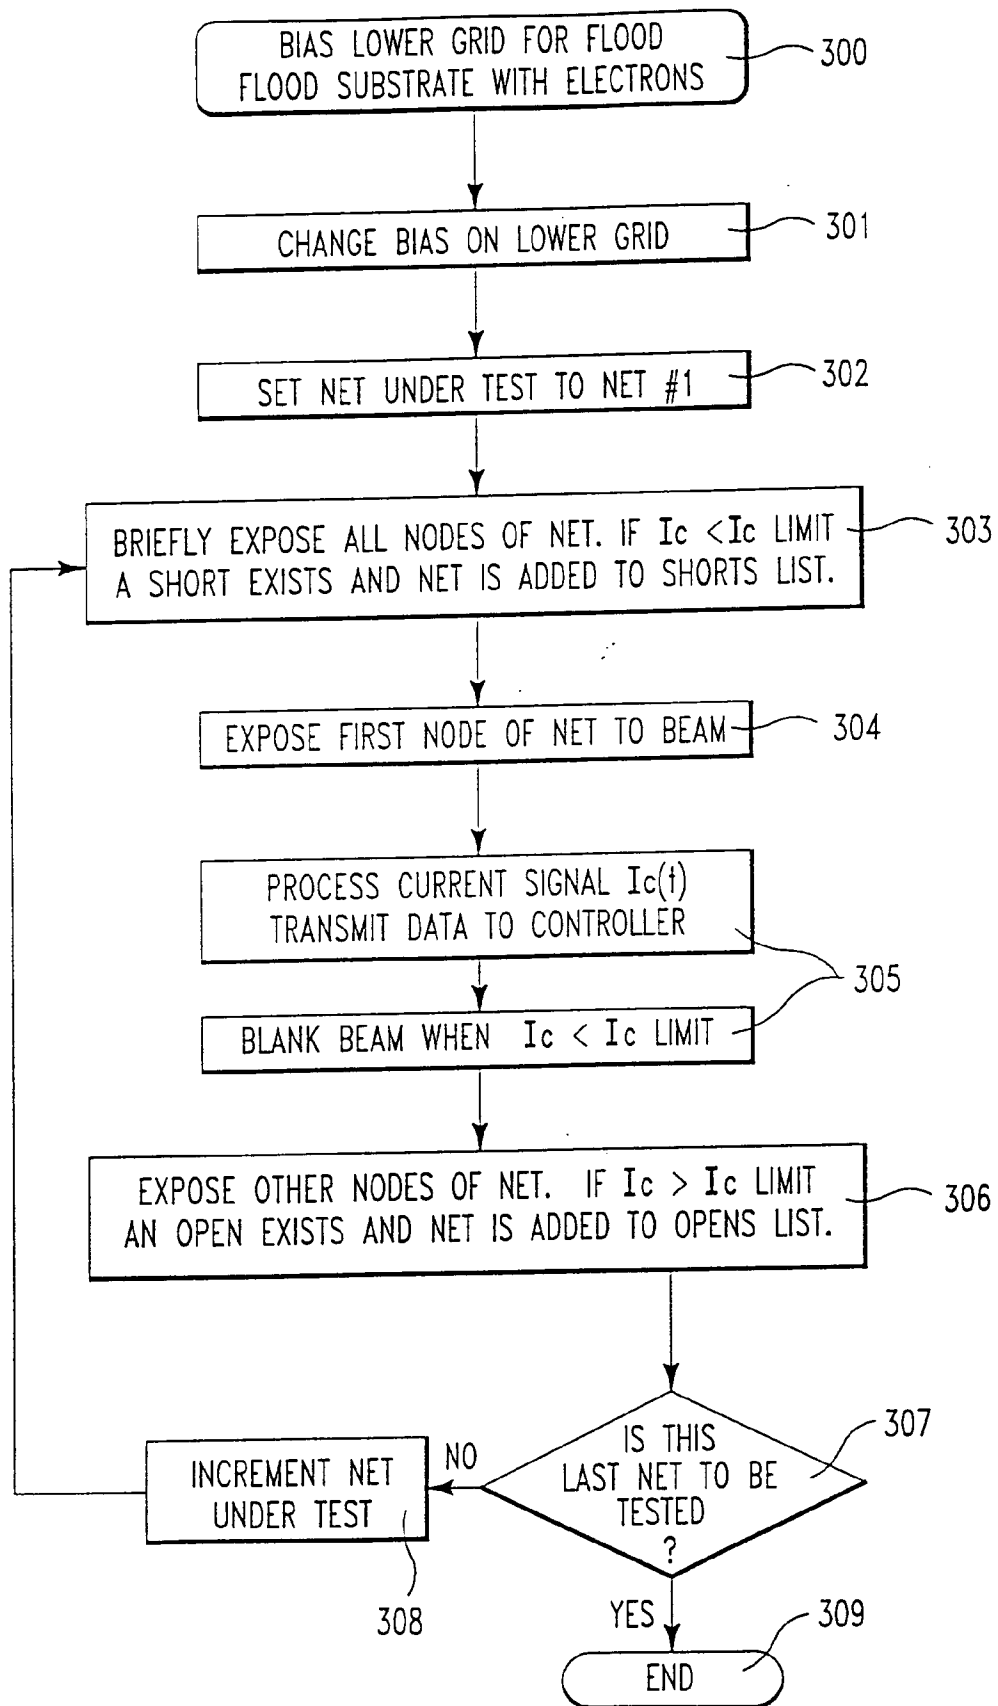 BIAS LOWER GRID FOR FLOOD
FLOOD SUBSTRATE WITH ELECTRONS
300
CHANGE BIAS ON LOWER GRID
301
SET NET UNDER TEST TO NET #1
302
BRIEFLY EXPOSE ALL NODES OF NET. IF Ic <Ic LIMIT
A SHORT EXISTS AND NET IS ADDED TO SHORTS LIST.
303
EXPOSE FIRST NODE OF NET TO BEAM
304
PROCESS CURRENT SIGNAL Ic(t)
TRANSMIT DATA TO CONTROLLER
305
BLANK BEAM WHEN Ic < Ic LIMIT
EXPOSE OTHER NODES OF NET. IF Ic > Ic LIMIT
AN OPEN EXISTS AND NET IS ADDED TO OPENS LIST.
306
IS THIS
LAST NET TO BE
TESTED
?
307
NO
INCREMENT NET
UNDER TEST
308
YES
END
309